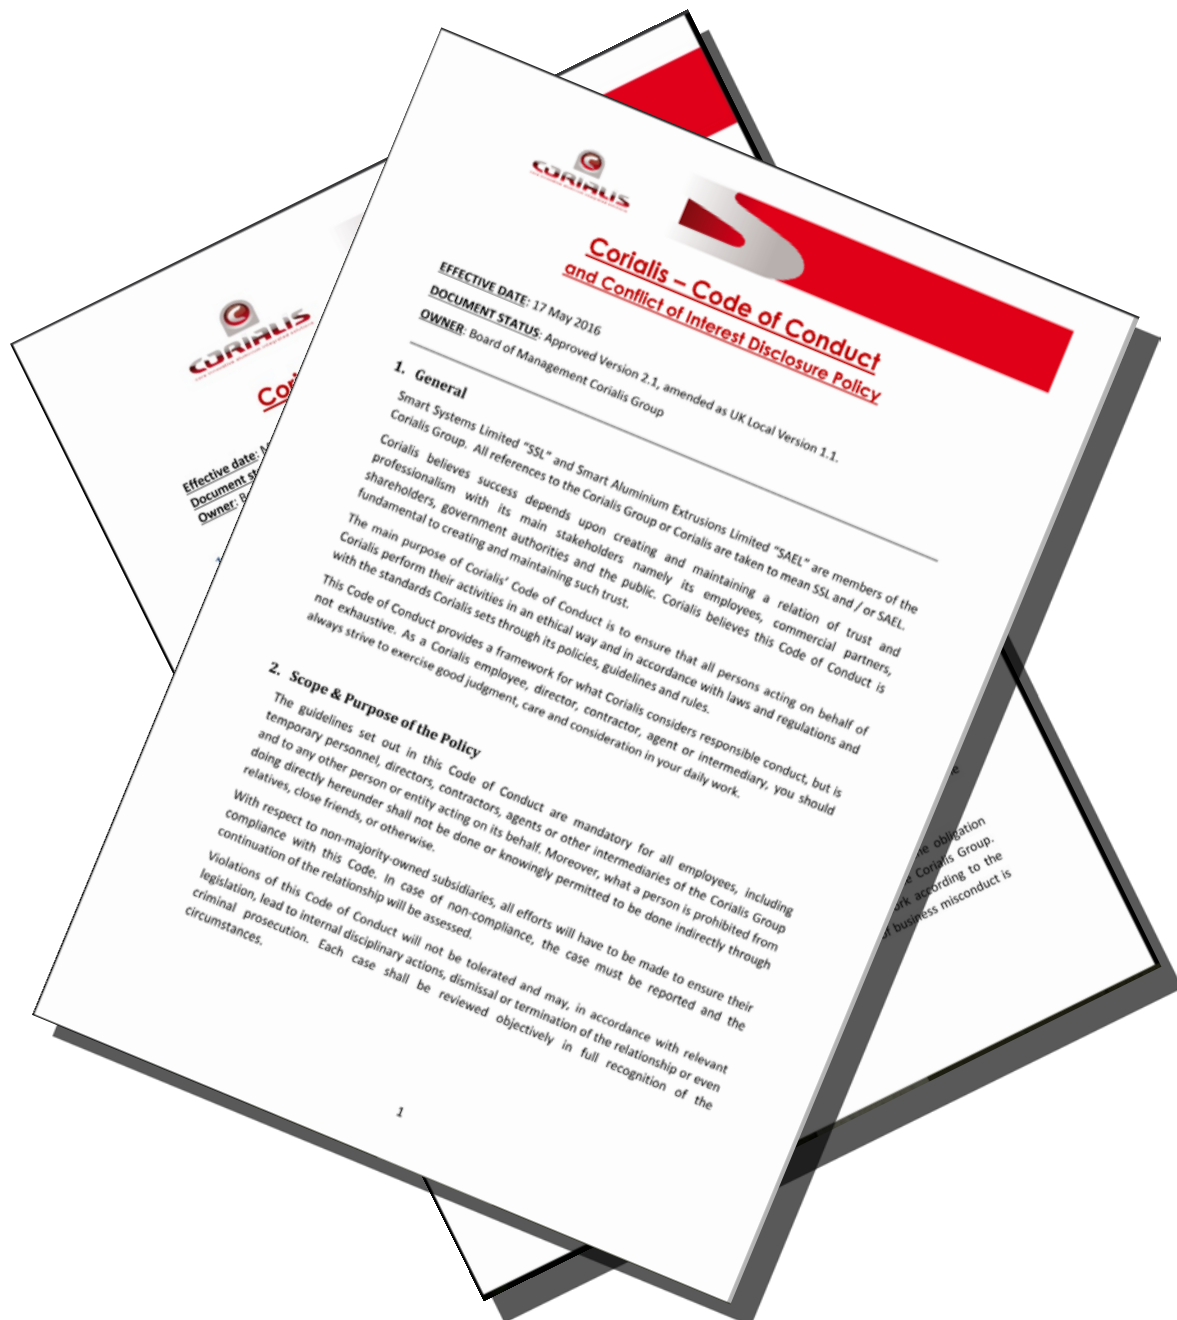 CORIALIS
Corialis – Code of Conduct
and Conflict of Interest Disclosure Policy
EFFECTIVE DATE: 17 May 2016
DOCUMENT STATUS: Approved Version 2.1, amended as UK Local Version 1.1.
OWNER: Board of Management Corialis Group
1. General
Smart Systems Limited “SSL” and Smart Aluminium Extrusions Limited “SAEL” are members of the
Corialis Group. All references to the Corialis Group or Corialis are taken to mean SSL and / or SAEL.
Corialis believes success depends upon creating and maintaining a relation of trust and
professionalism with its main stakeholders namely its employees, commercial partners,
shareholders, government authorities and the public. Corialis believes this Code of Conduct is
fundamental to creating and maintaining such trust.
The main purpose of Corialis’ Code of Conduct is to ensure that all persons acting on behalf of
Corialis perform their activities in an ethical way and in accordance with laws and regulations and
with the standards Corialis sets through its policies, guidelines and rules.
This Code of Conduct provides a framework for what Corialis considers responsible conduct, but is
not exhaustive. As a Corialis employee, director, contractor, agent or intermediary, you should
always strive to exercise good judgment, care and consideration in your daily work.
2. Scope & Purpose of the Policy
The guidelines set out in this Code of Conduct are mandatory for all employees, including
temporary personnel, directors, contractors, agents or other intermediaries of the Corialis Group
and to any other person or entity acting on its behalf. Moreover, what a person is prohibited from
doing directly hereunder shall not be done or knowingly permitted to be done indirectly through
relatives, close friends, or otherwise.
With respect to non-majority-owned subsidiaries, all efforts will have to be made to ensure their
compliance with this Code. In case of non-compliance, the case must be reported and the
continuation of the relationship will be assessed.
Violations of this Code of Conduct will not be tolerated and may, in accordance with relevant
legislation, lead to internal disciplinary actions, dismissal or termination of the relationship or even
criminal prosecution. Each case shall be reviewed objectively in full recognition of the
circumstances.
1
CORIALIS
Cori
Effective date:
Document st
Owner: B
obligation
Corialis Group.
according to the
of business misconduct is